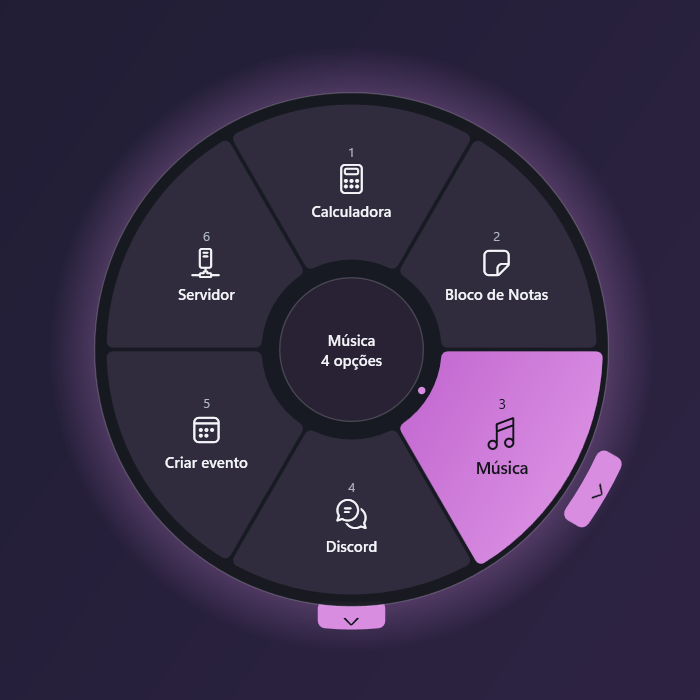 1
Calculadora
2
Bloco de Notas
3
Música
4
Discord
5
Criar evento
6
Servidor
Música
4 opções